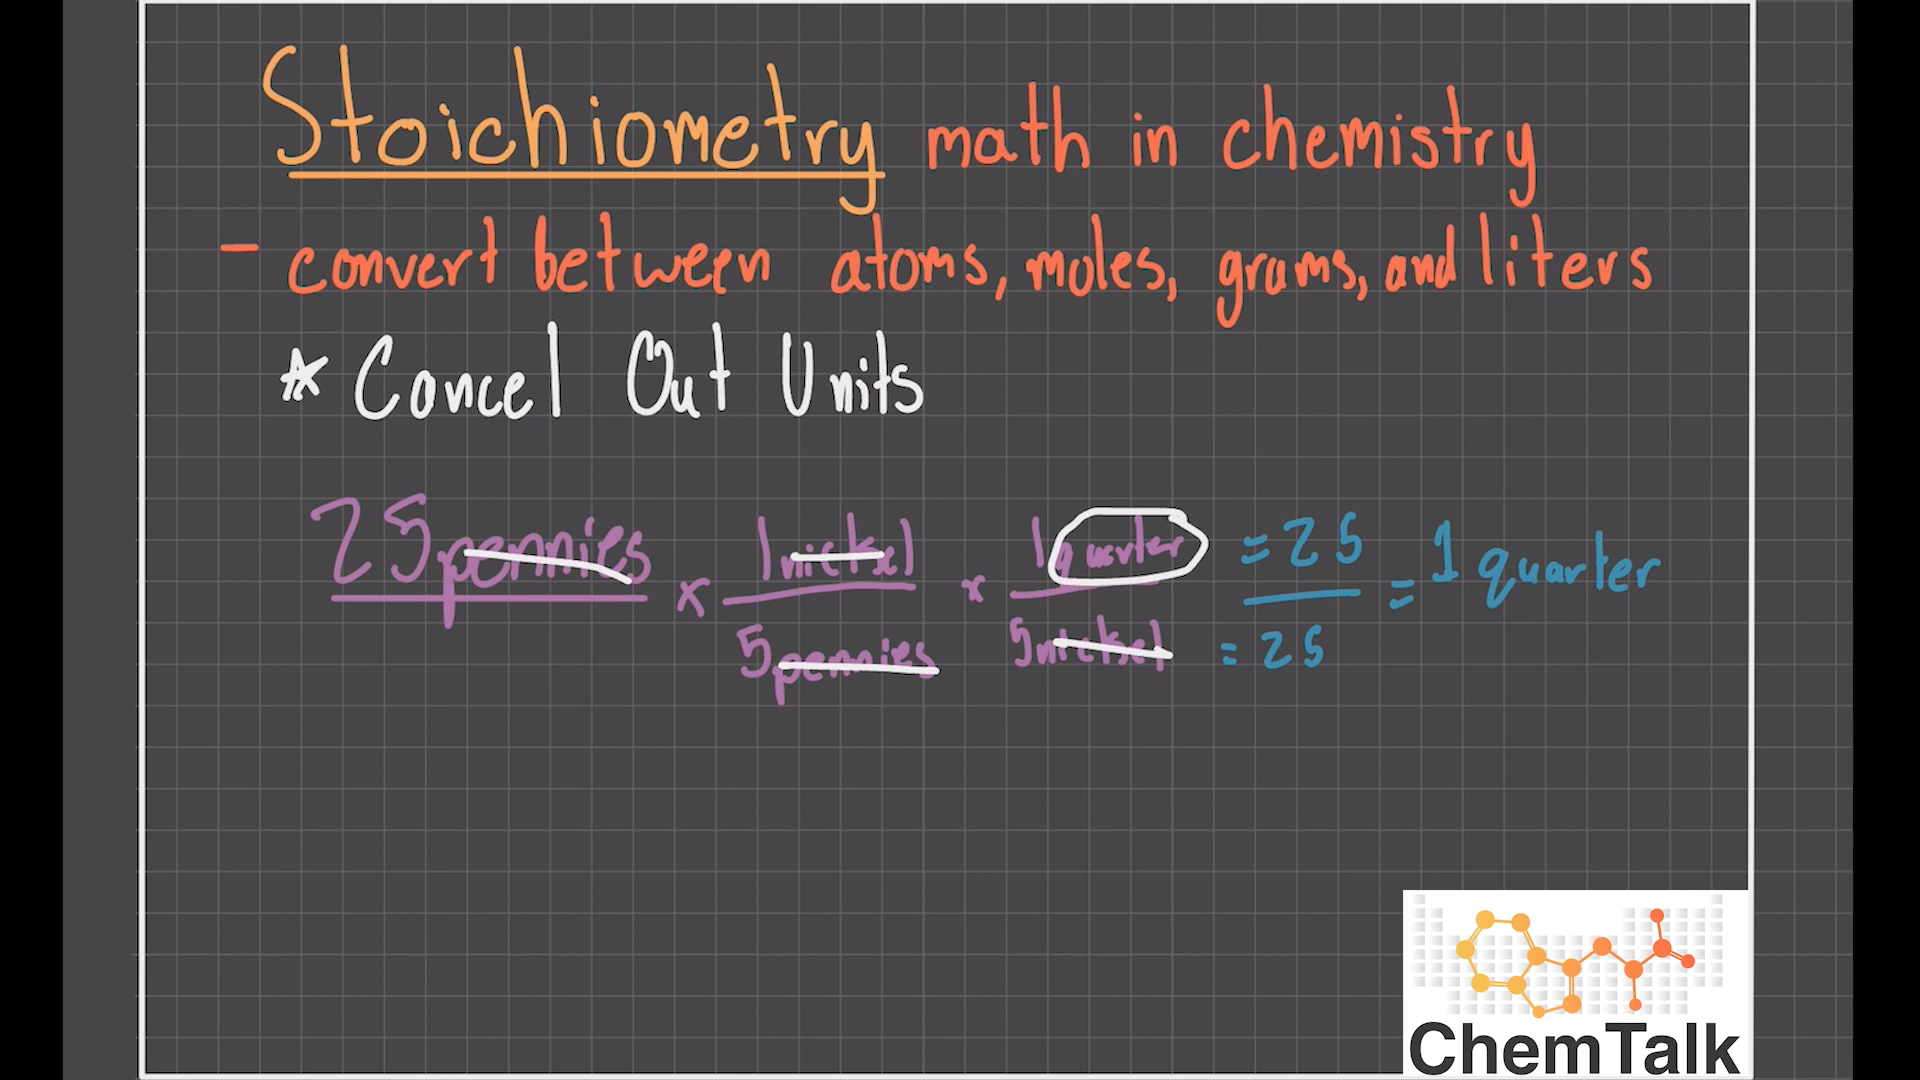 Stoichiometry math in chemistry
- convert between atoms, moles, grams, and liters
* Cancel Out Units
25 pennies x 1 nickel x 1 quarter = 25 = 1 quarter
5 pennies 5 nickel = 25
ChemTalk